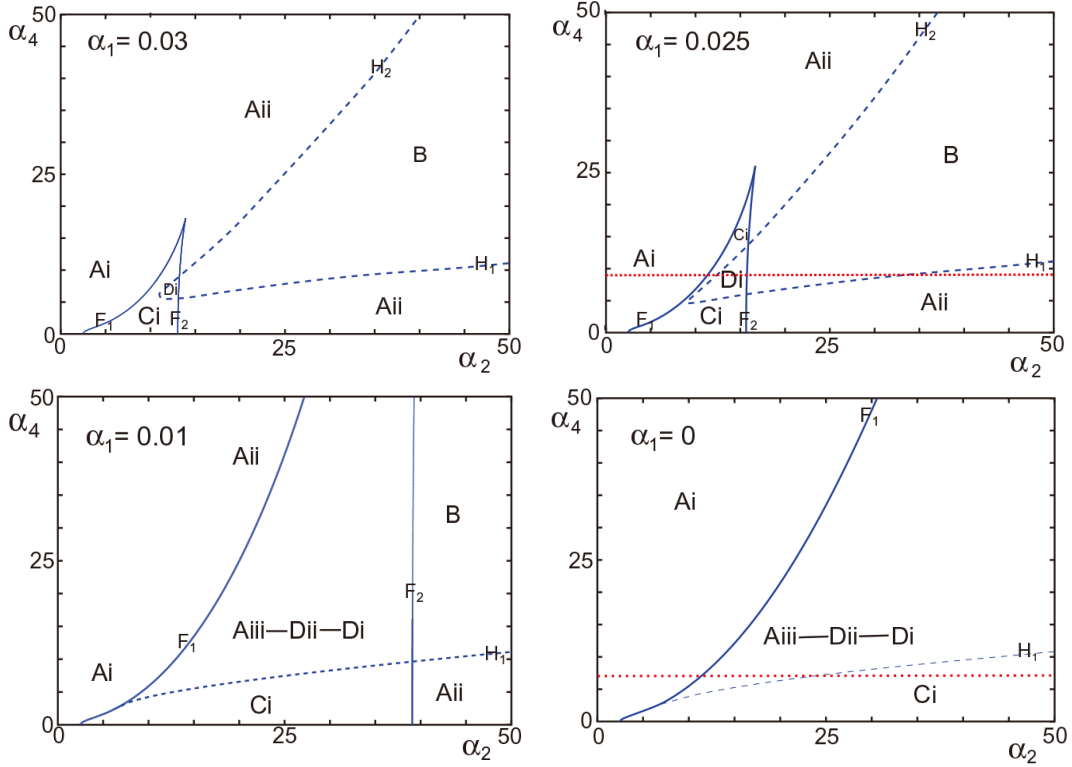 α₄ 50 α₁= 0.03 H₂
Aii
B
25
Ai Di H₁
F₁ Ci F₂ Aii
0
0 25 α₂ 50
α₄ 50 α₁= 0.025 H₂
Aii
B
25
Ci
Ai Di H₁
F₁ Ci F₂ Aii
0
0 25 α₂ 50
α₄ 50 α₁= 0.01
Aii
B
25
F₂
F₁ Aiii—Dii—Di
Ai H₁
Ci Aii
0
0 25 α₂ 50
α₄ 50 α₁= 0 F₁
Ai
25
Aiii—Dii—Di
H₁
Ci
0
0 25 α₂ 50